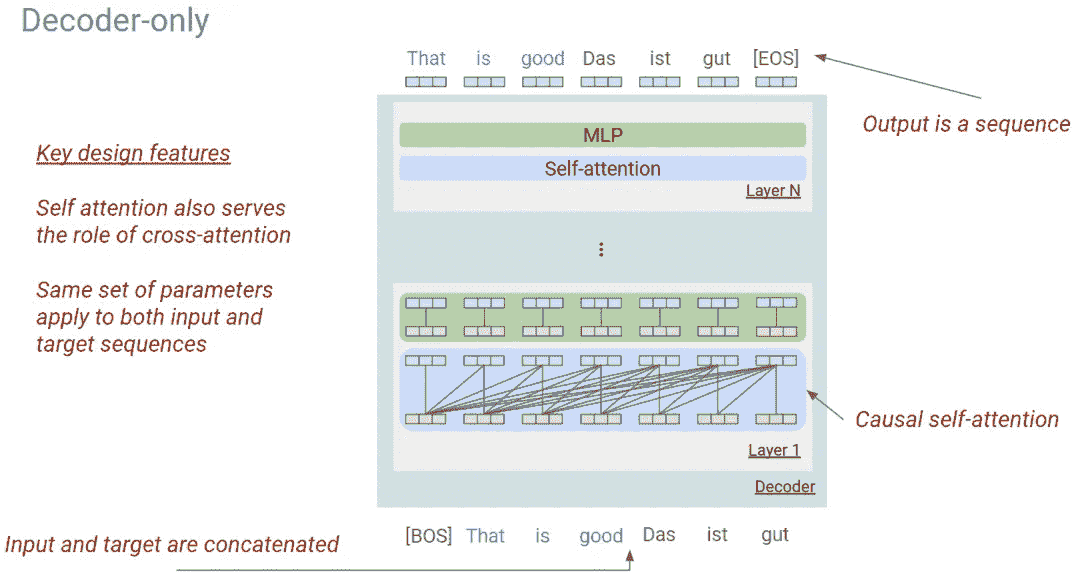 Decoder-only
That is good Das ist gut [EOS]
Output is a sequence
MLP
Key design features
Self-attention
Layer N
Self attention also serves
the role of cross-attention
Same set of parameters
apply to both input and
target sequences
Causal self-attention
Layer 1
Decoder
[BOS] That is good Das ist gut
Input and target are concatenated